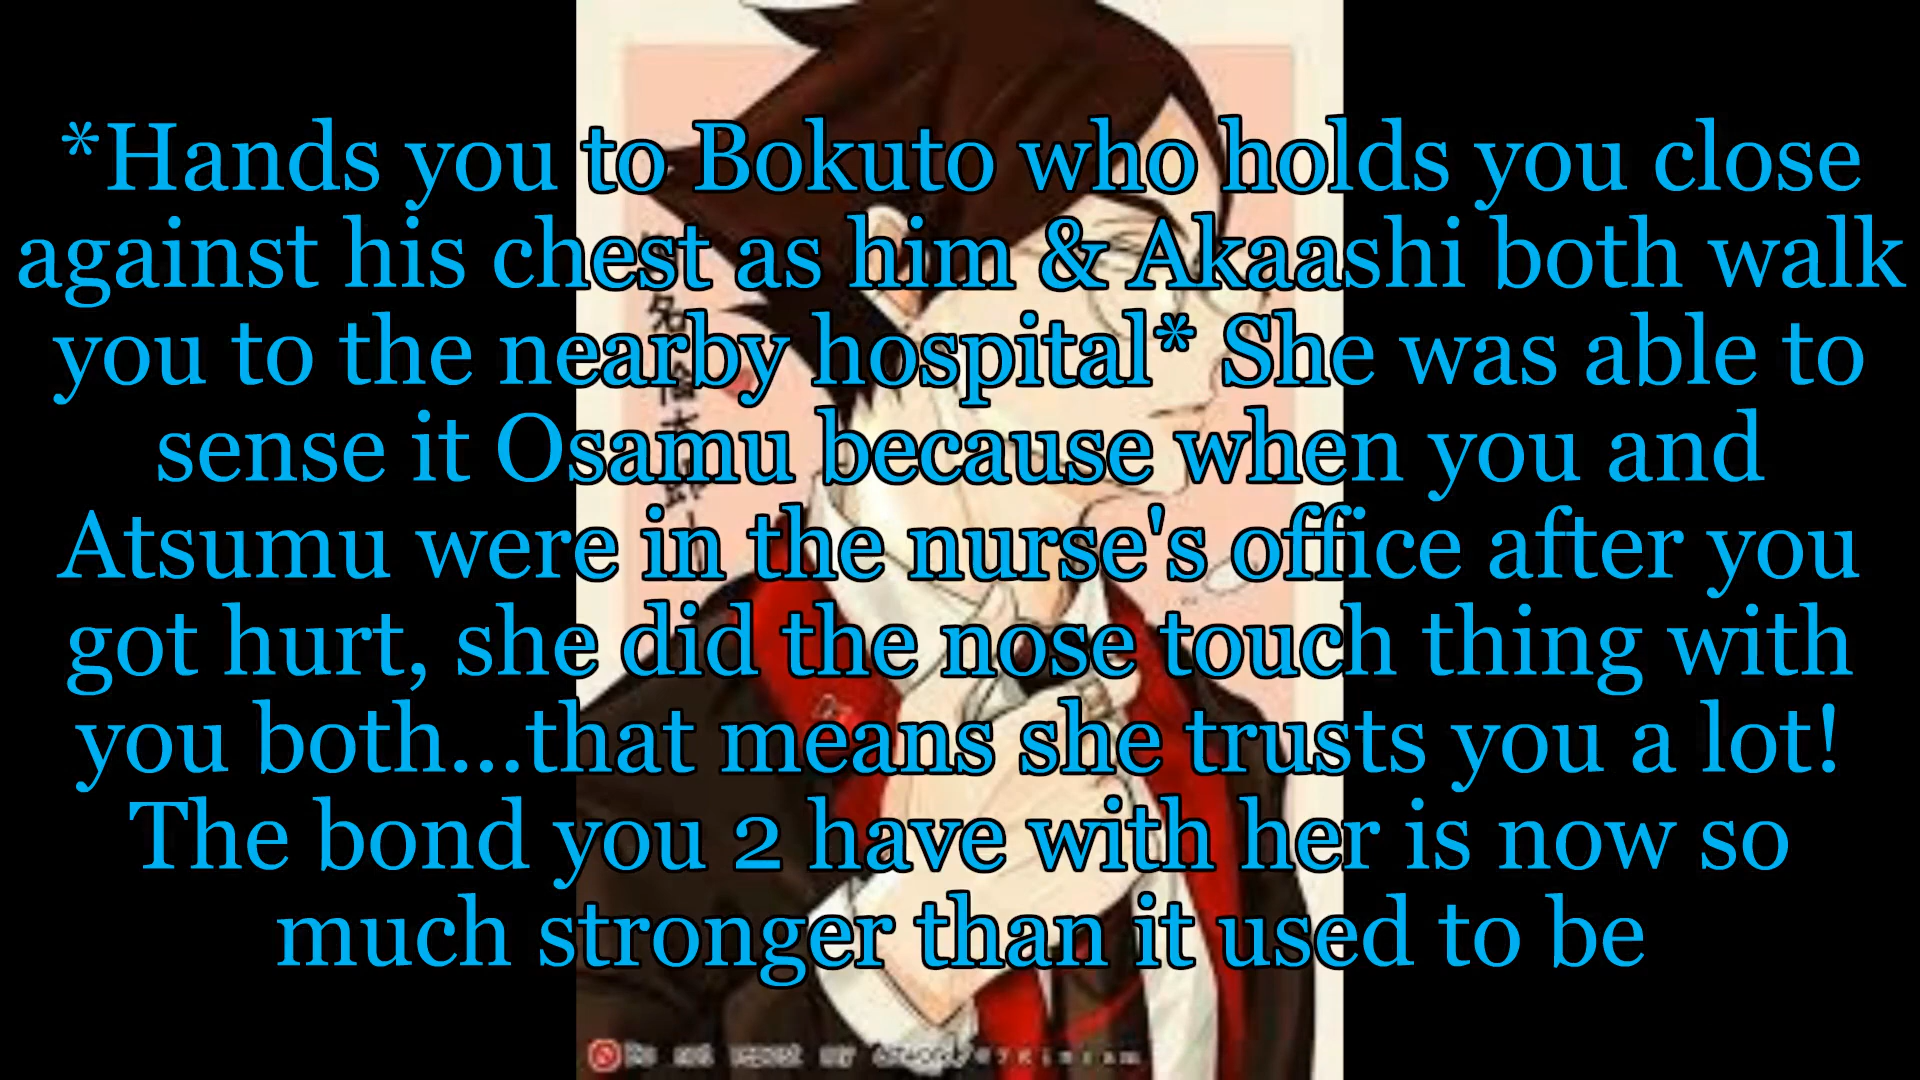 *Hands you to Bokuto who holds you close
against his chest as him & Akaashi both walk
you to the nearby hospital* She was able to
sense it Osamu because when you and
Atsumu were in the nurse's office after you
got hurt, she did the nose touch thing with
you both...that means she trusts you a lot!
The bond you 2 have with her is now so
much stronger than it used to be
not repost my